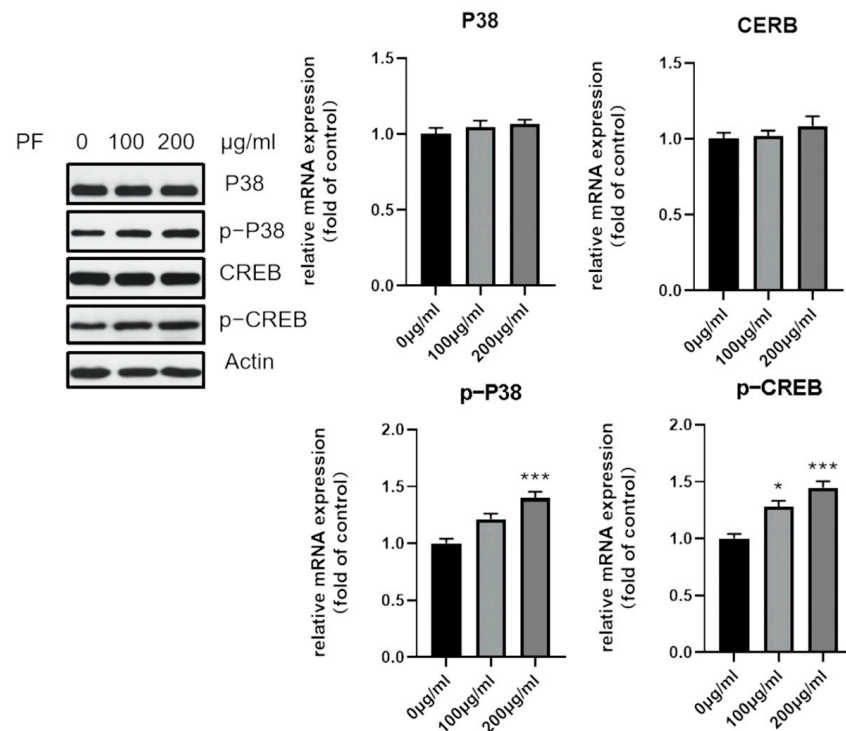 PF 0 100 200 µg/ml
P38
p-P38
CREB
p-CREB
Actin
P38
relative mRNA expression
(fold of control)
1.5
1.0
0.5
0.0
0µg/ml
100µg/ml
200µg/ml
CERB
relative mRNA expression
(fold of control)
1.5
1.0
0.5
0.0
0µg/ml
100µg/ml
200µg/ml
p-P38
relative mRNA expression
(fold of control)
2.0
1.5
1.0
0.5
0.0
***
0µg/ml
100µg/ml
200µg/ml
p-CREB
relative mRNA expression
(fold of control)
2.0
1.5
1.0
0.5
0.0
*
***
0µg/ml
100µg/ml
200µg/ml